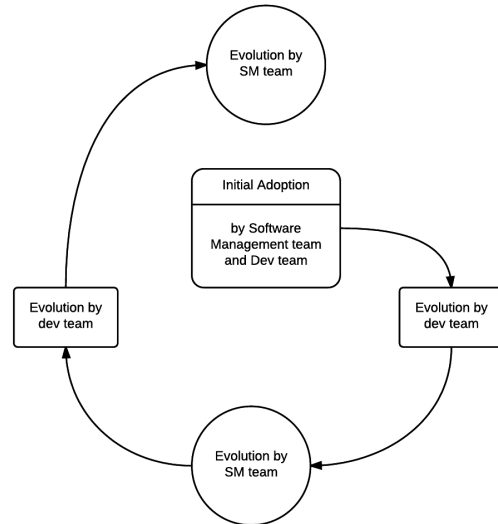 Evolution by
SM team
Initial Adoption
by Software
Management team
and Dev team
Evolution by
dev team
Evolution by
dev team
Evolution by
SM team